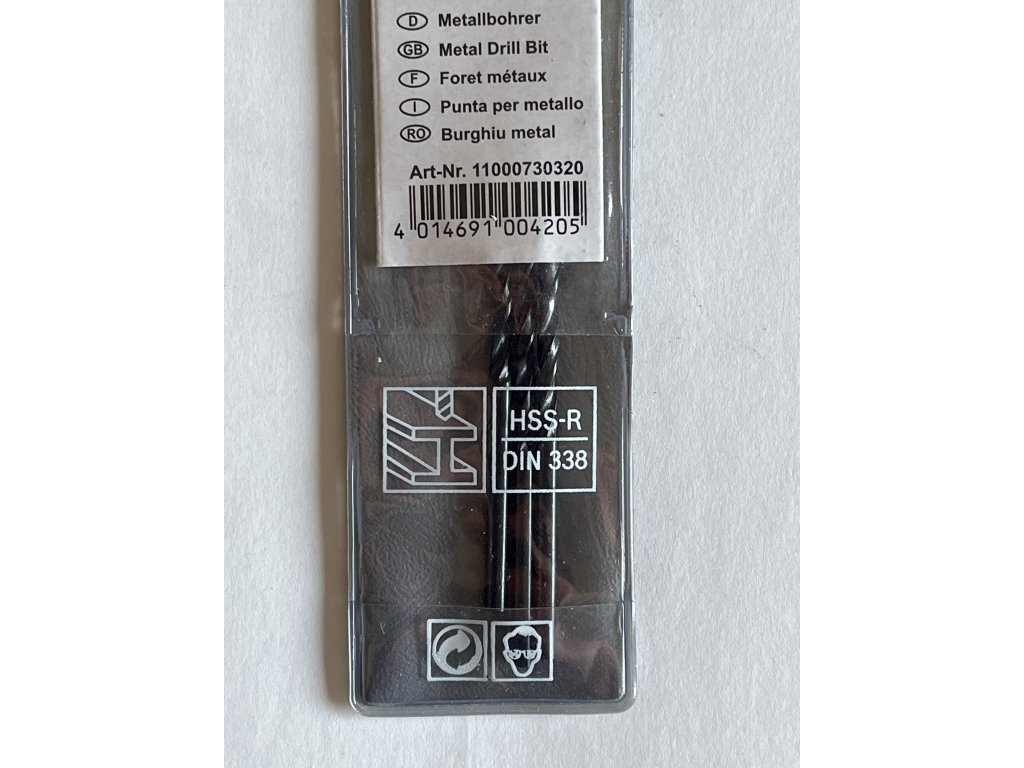 D Metallbohrer
GB Metal Drill Bit
F Foret métaux
I Punta per metallo
RO Burghiu metal
Art-Nr. 11000730320
4 014691 004205
HSS-R
DIN 338